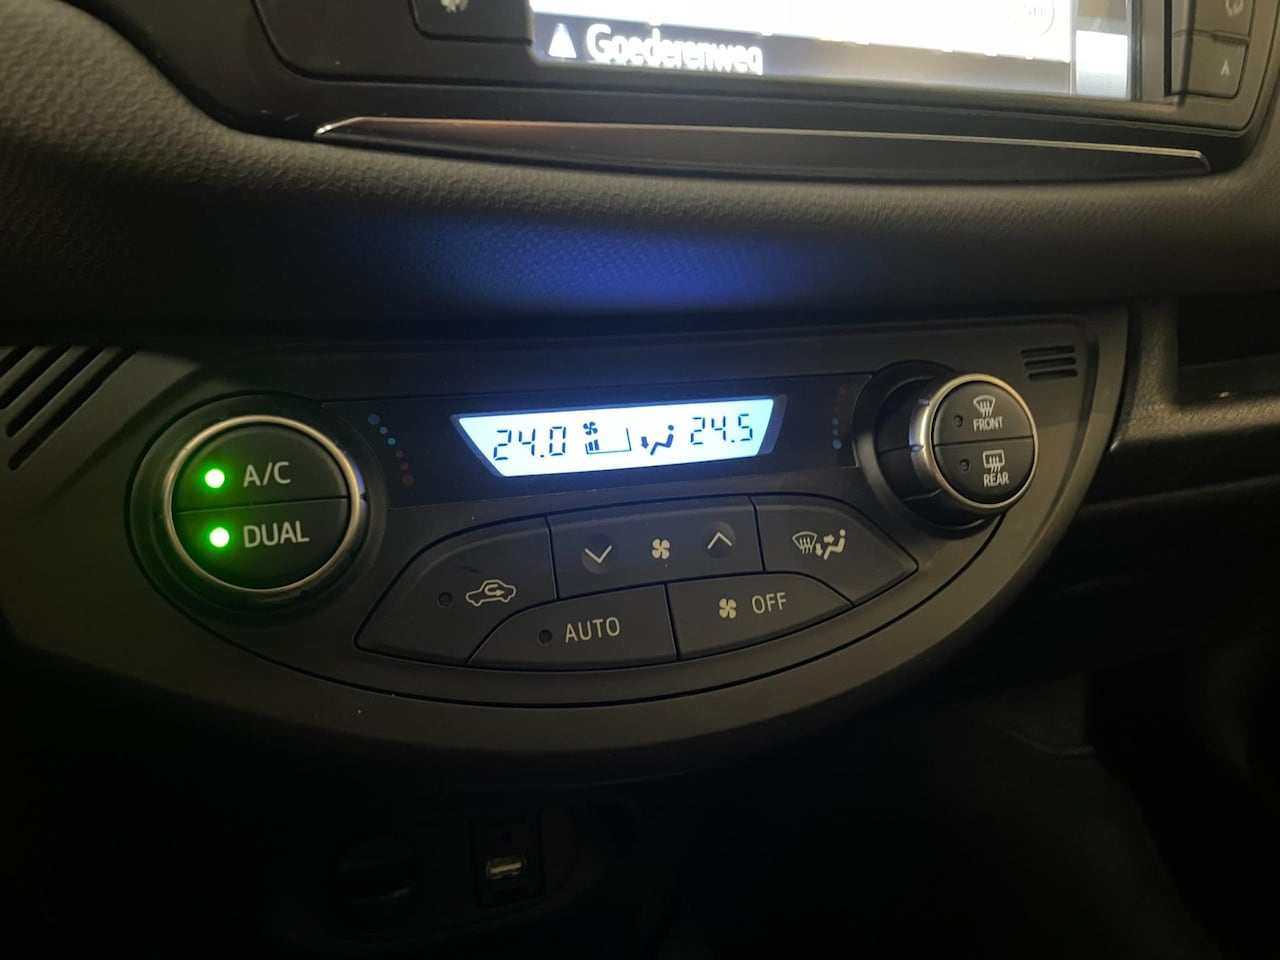 Goederenweg
24.0
24.5
A/C
DUAL
FRONT
REAR
AUTO
OFF